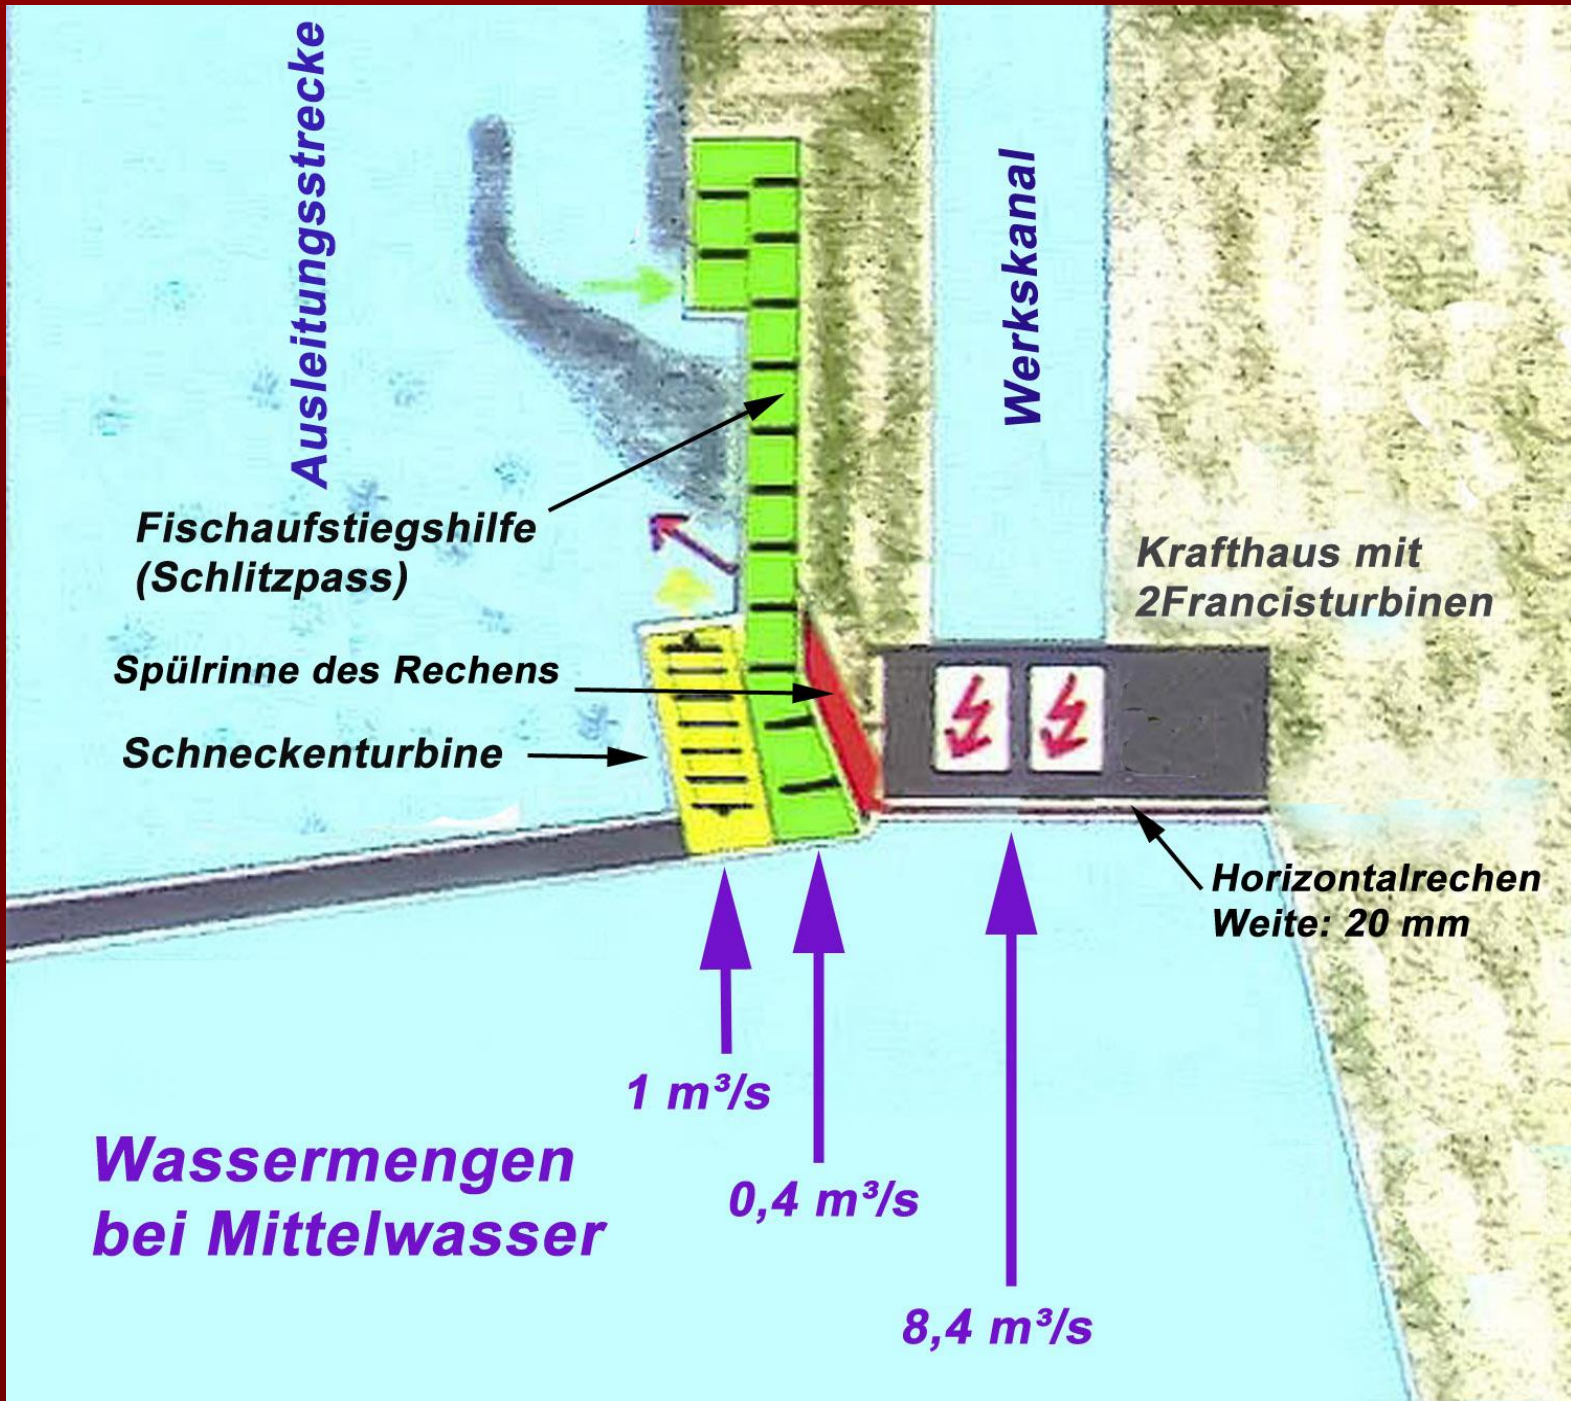 Ausleitungsstrecke
Werkskanal
Fischaufstiegshilfe
(Schlitzpass)
Krafthaus mit
2Francisturbinen
Spülrinne des Rechens
Schneckenturbine
Horizontalrechen
Weite: 20 mm
1 m³/s
0,4 m³/s
8,4 m³/s
Wassermengen
bei Mittelwasser